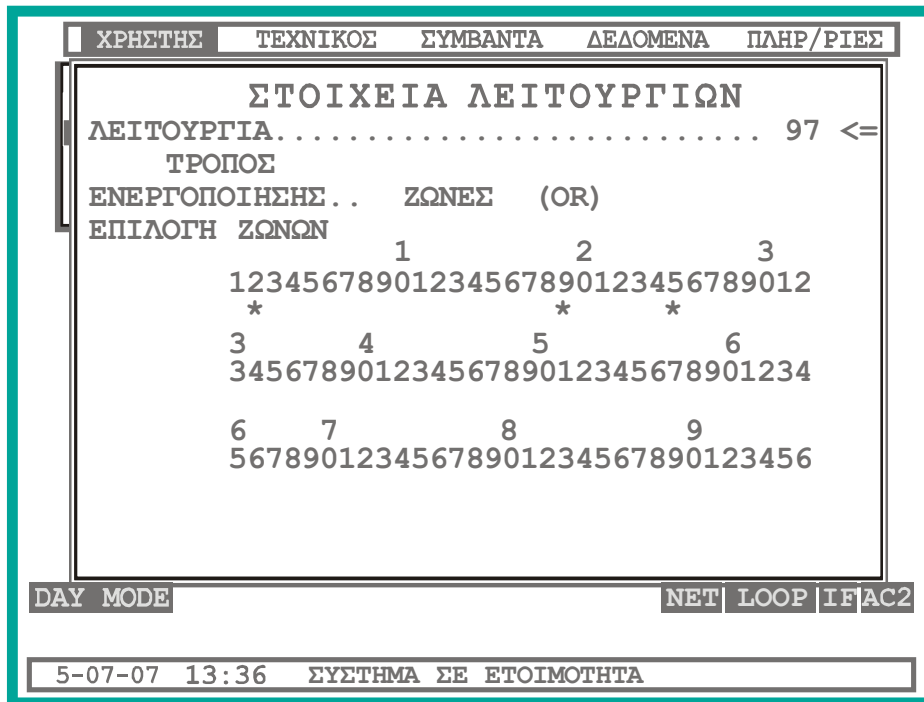 ΧΡΗΣΤΗΣ ΤΕΧΝΙΚΟΣ ΣΥΜΒΑΝΤΑ ΔΕΔΟΜΕΝΑ ΠΛΗΡ/ΡΙΕΣ
ΣΤΟΙΧΕΙΑ ΛΕΙΤΟΥΡΓΙΩΝ
ΛΕΙΤΟΥΡΓΙΑ........................... 97 <=
ΤΡΟΠΟΣ
ΕΝΕΡΓΟΠΟΙΗΣΗΣ.. ΖΩΝΕΣ (OR)
ΕΠΙΛΟΓΗ ΖΩΝΩΝ
1 2 3
12345678901234567890123456789012
* * *
3 4 5 6
34567890123456789012345678901234
6 7 8 9
56789012345678901234567890123456
DAY MODE NET LOOP IF AC2
5-07-07 13:36 ΣΥΣΤΗΜΑ ΣΕ ΕΤΟΙΜΟΤΗΤΑ